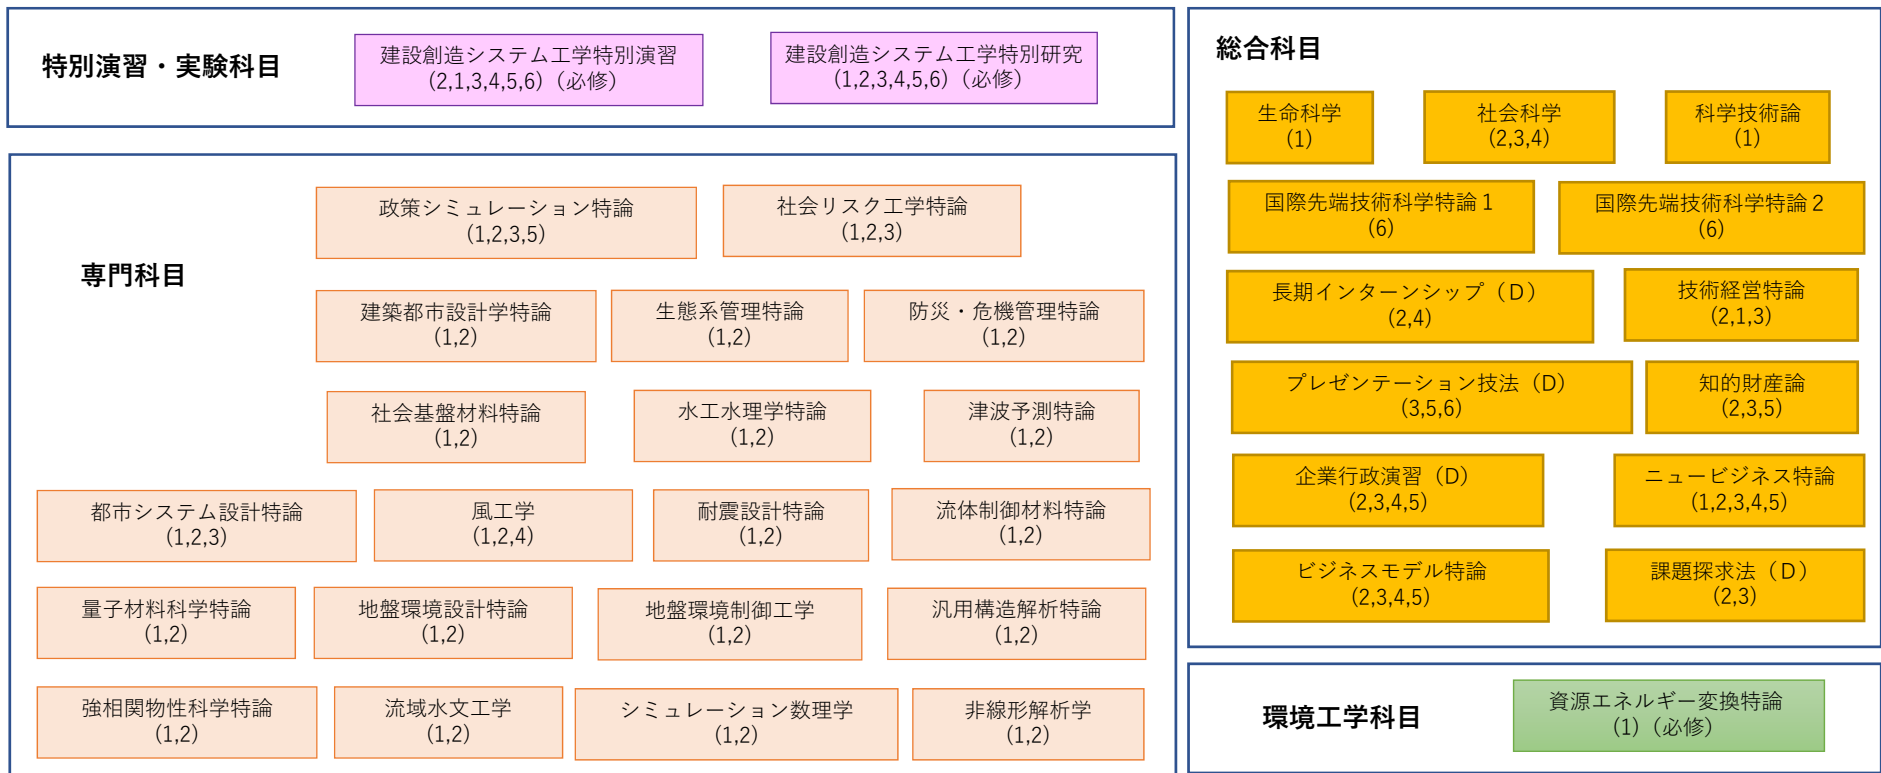 特別演習・実験科目
建設創造システム工学特別演習
(2,1,3,4,5,6)（必修）
建設創造システム工学特別研究
(1,2,3,4,5,6)（必修）
専門科目
政策シミュレーション特論
(1,2,3,5)
社会リスク工学特論
(1,2,3)
建築都市設計学特論
(1,2)
生態系管理特論
(1,2)
防災・危機管理特論
(1,2)
社会基盤材料特論
(1,2)
水工水理学特論
(1,2)
津波予測特論
(1,2)
都市システム設計特論
(1,2,3)
風工学
(1,2,4)
耐震設計特論
(1,2)
流体制御材料特論
(1,2)
量子材料科学特論
(1,2)
地盤環境設計特論
(1,2)
地盤環境制御工学
(1,2)
汎用構造解析特論
(1,2)
強相関物性科学特論
(1,2)
流域水文工学
(1,2)
シミュレーション数理学
(1,2)
非線形解析学
(1,2)
総合科目
生命科学
(1)
社会科学
(2,3,4)
科学技術論
(1)
国際先端技術科学特論１
(6)
国際先端技術科学特論２
(6)
長期インターンシップ（Ｄ）
(2,4)
技術経営特論
(2,1,3)
プレゼンテーション技法（D）
(3,5,6)
知的財産論
(2,3,5)
企業行政演習（D）
(2,3,4,5)
ニュービジネス特論
(1,2,3,4,5)
ビジネスモデル特論
(2,3,4,5)
課題探求法（Ｄ）
(2,3)
環境工学科目
資源エネルギー変換特論
(1)（必修）